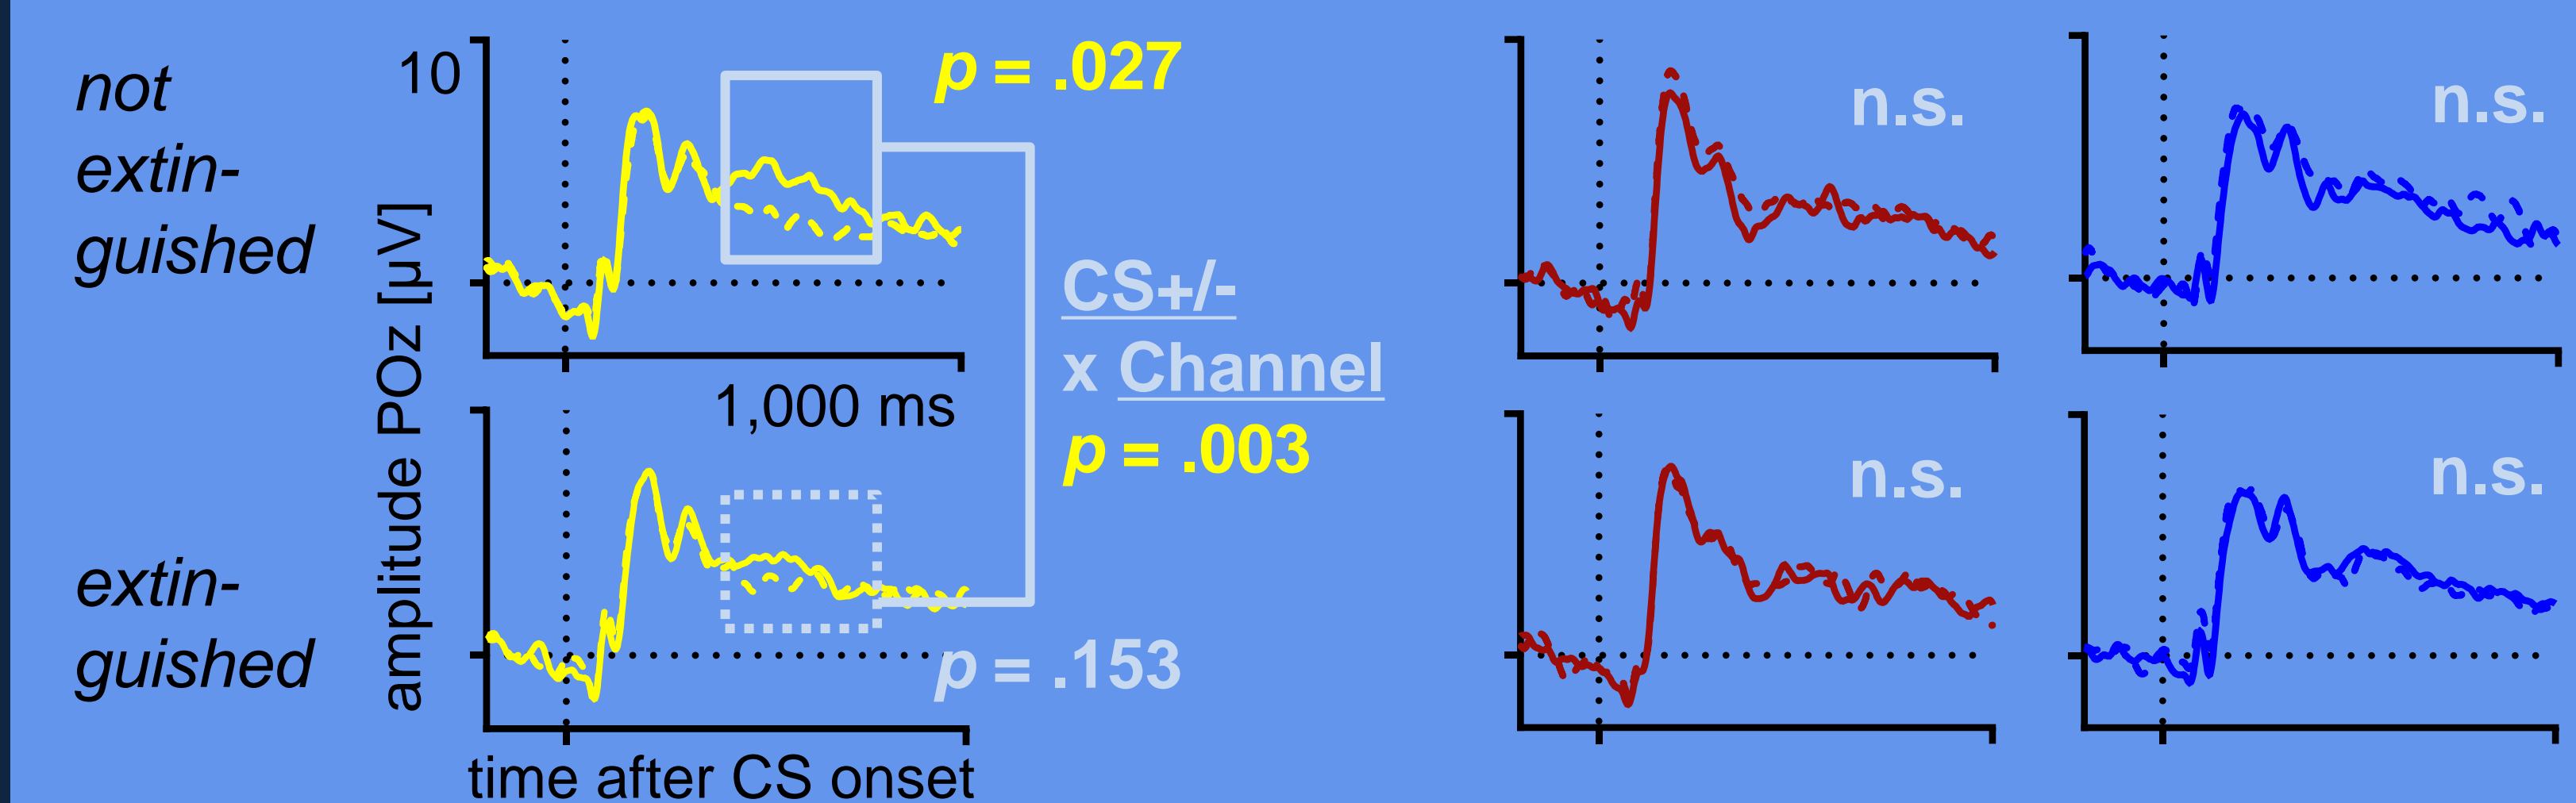 not
extin-
guished
10
p = .027
n.s.
n.s.
amplitude POz [µV]
CS+/-
x Channel
p = .003
1,000 ms
extin-
guished
p = .153
n.s.
n.s.
time after CS onset